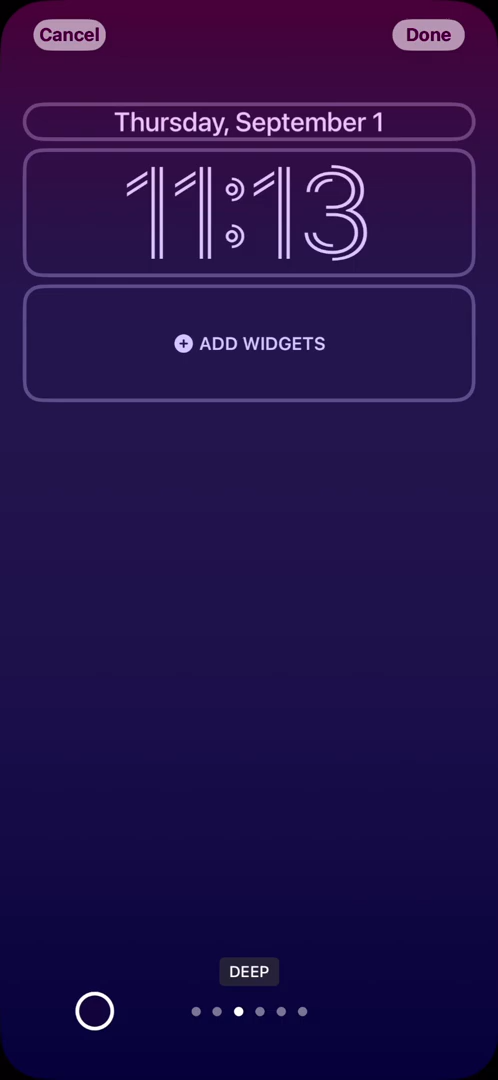 Cancel
Done
Thursday, September 1
11:13
ADD WIDGETS
DEEP